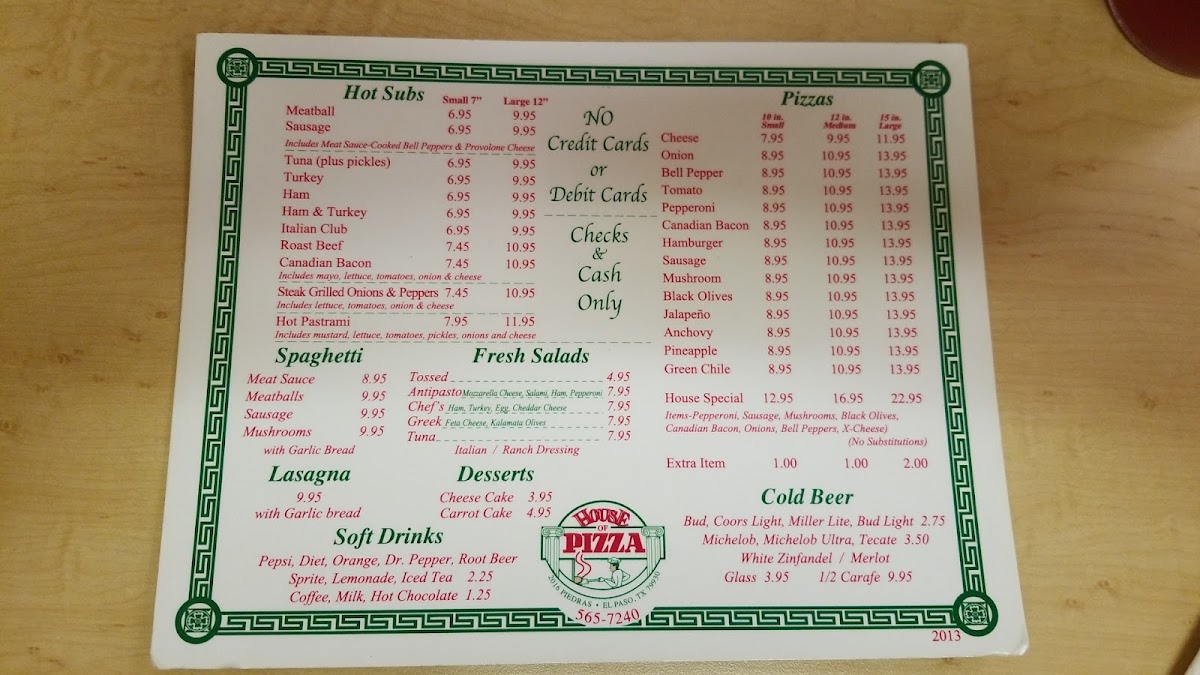 Hot Subs
Small 7" Large 12"
Meatball 6.95 9.95
Sausage 6.95 9.95
Includes Meat Sauce-Cooked Bell Peppers & Provolone Cheese
Tuna (plus pickles) 6.95 9.95
Turkey 6.95 9.95
Ham 6.95 9.95
Ham & Turkey 6.95 9.95
Italian Club 6.95 9.95
Roast Beef 7.45 10.95
Canadian Bacon 7.45 10.95
Includes mayo, lettuce, tomatoes, onion & cheese
Steak Grilled Onions & Peppers 7.45 10.95
Includes lettuce, tomatoes, onion & cheese
Hot Pastrami 7.95 11.95
Includes mustard, lettuce, tomatoes, pickles, onions and cheese
NO
Credit Cards
or
Debit Cards
Checks
&
Cash
Only
Spaghetti
Meat Sauce 8.95
Meatballs 9.95
Sausage 9.95
Mushrooms 9.95
with Garlic Bread
Fresh Salads
Tossed 4.95
Antipasto Mozzarella Cheese, Salami, Ham, Pepperoni 7.95
Chef's Ham, Turkey, Egg, Cheddar Cheese 7.95
Greek Feta Cheese, Kalamata Olives 7.95
Tuna 7.95
Italian / Ranch Dressing
Lasagna
9.95
with Garlic bread
Desserts
Cheese Cake 3.95
Carrot Cake 4.95
Soft Drinks
Pepsi, Diet, Orange, Dr. Pepper, Root Beer
Sprite, Lemonade, Iced Tea 2.25
Coffee, Milk, Hot Chocolate 1.25
HOUSE
OF
PIZZA
2016 PIEDRAS • EL PASO, TX 79930
565-7240
Pizzas
10 in. Small 12 in. Medium 15 in. Large
Cheese 7.95 9.95 11.95
Onion 8.95 10.95 13.95
Bell Pepper 8.95 10.95 13.95
Tomato 8.95 10.95 13.95
Pepperoni 8.95 10.95 13.95
Canadian Bacon 8.95 10.95 13.95
Hamburger 8.95 10.95 13.95
Sausage 8.95 10.95 13.95
Mushroom 8.95 10.95 13.95
Black Olives 8.95 10.95 13.95
Jalapeño 8.95 10.95 13.95
Anchovy 8.95 10.95 13.95
Pineapple 8.95 10.95 13.95
Green Chile 8.95 10.95 13.95
House Special 12.95 16.95 22.95
Items-Pepperoni, Sausage, Mushrooms, Black Olives,
Canadian Bacon, Onions, Bell Peppers, X-Cheese)
(No Substitutions)
Extra Item 1.00 1.00 2.00
Cold Beer
Bud, Coors Light, Miller Lite, Bud Light 2.75
Michelob, Michelob Ultra, Tecate 3.50
White Zinfandel / Merlot
Glass 3.95 1/2 Carafe 9.95
2013